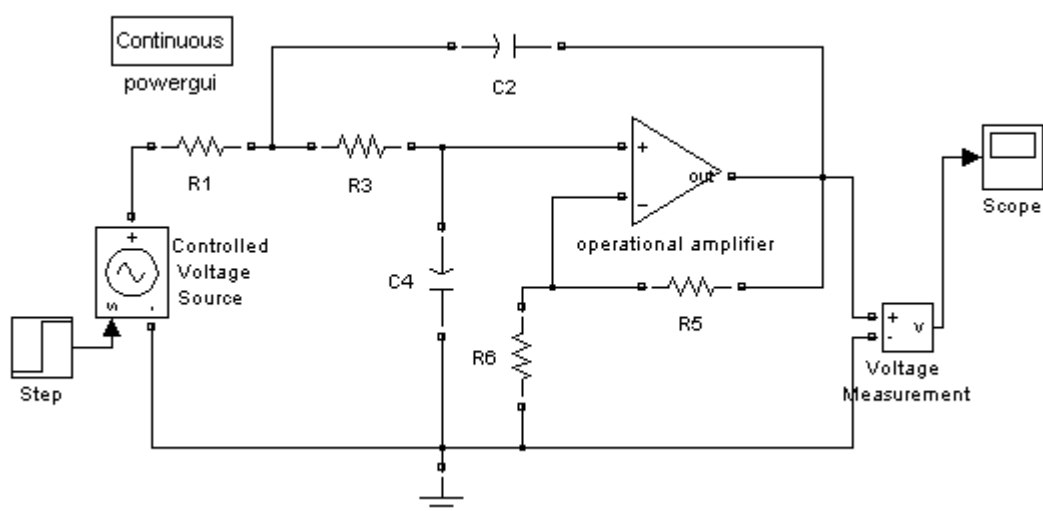 Continuous
powergui
C2
R1
R3
+
−
out
operational amplifier
Scope
+
s
-
Controlled
Voltage
Source
C4
R5
R6
Step
+
-
v
Voltage
Measurement